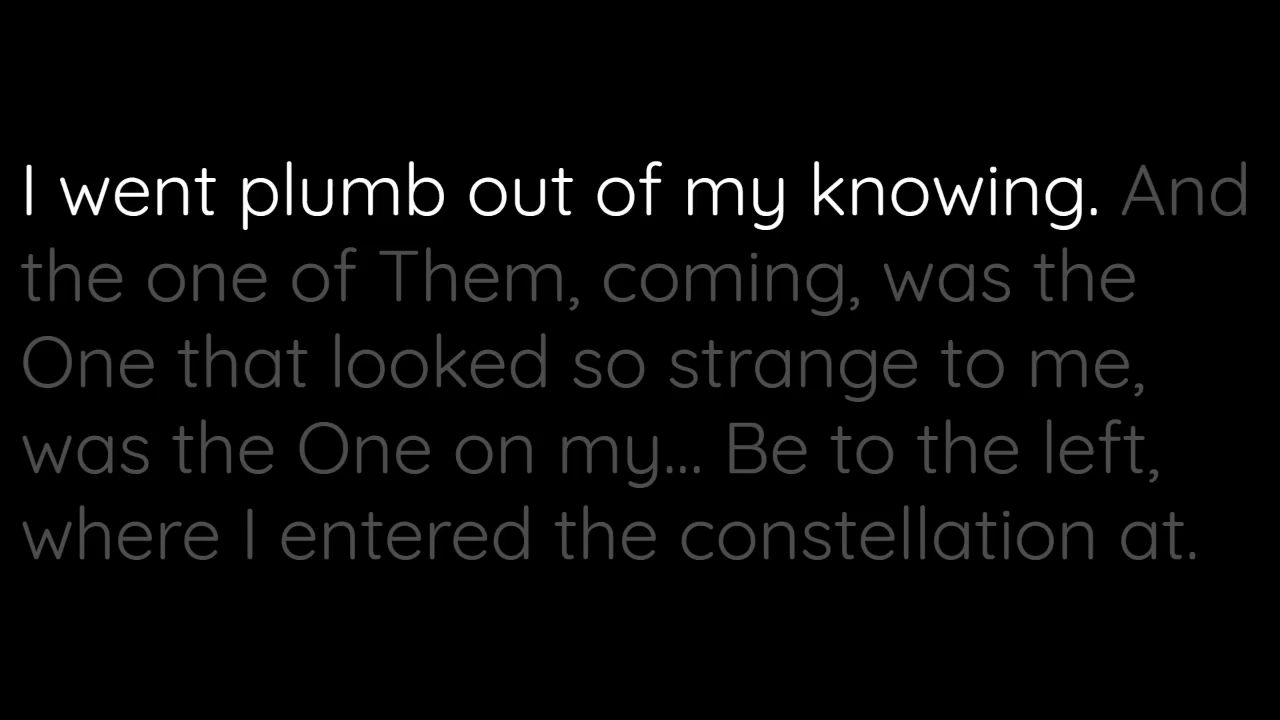 I went plumb out of my knowing. And
the one of Them, coming, was the
One that looked so strange to me,
was the One on my... Be to the left,
where I entered the constellation at.